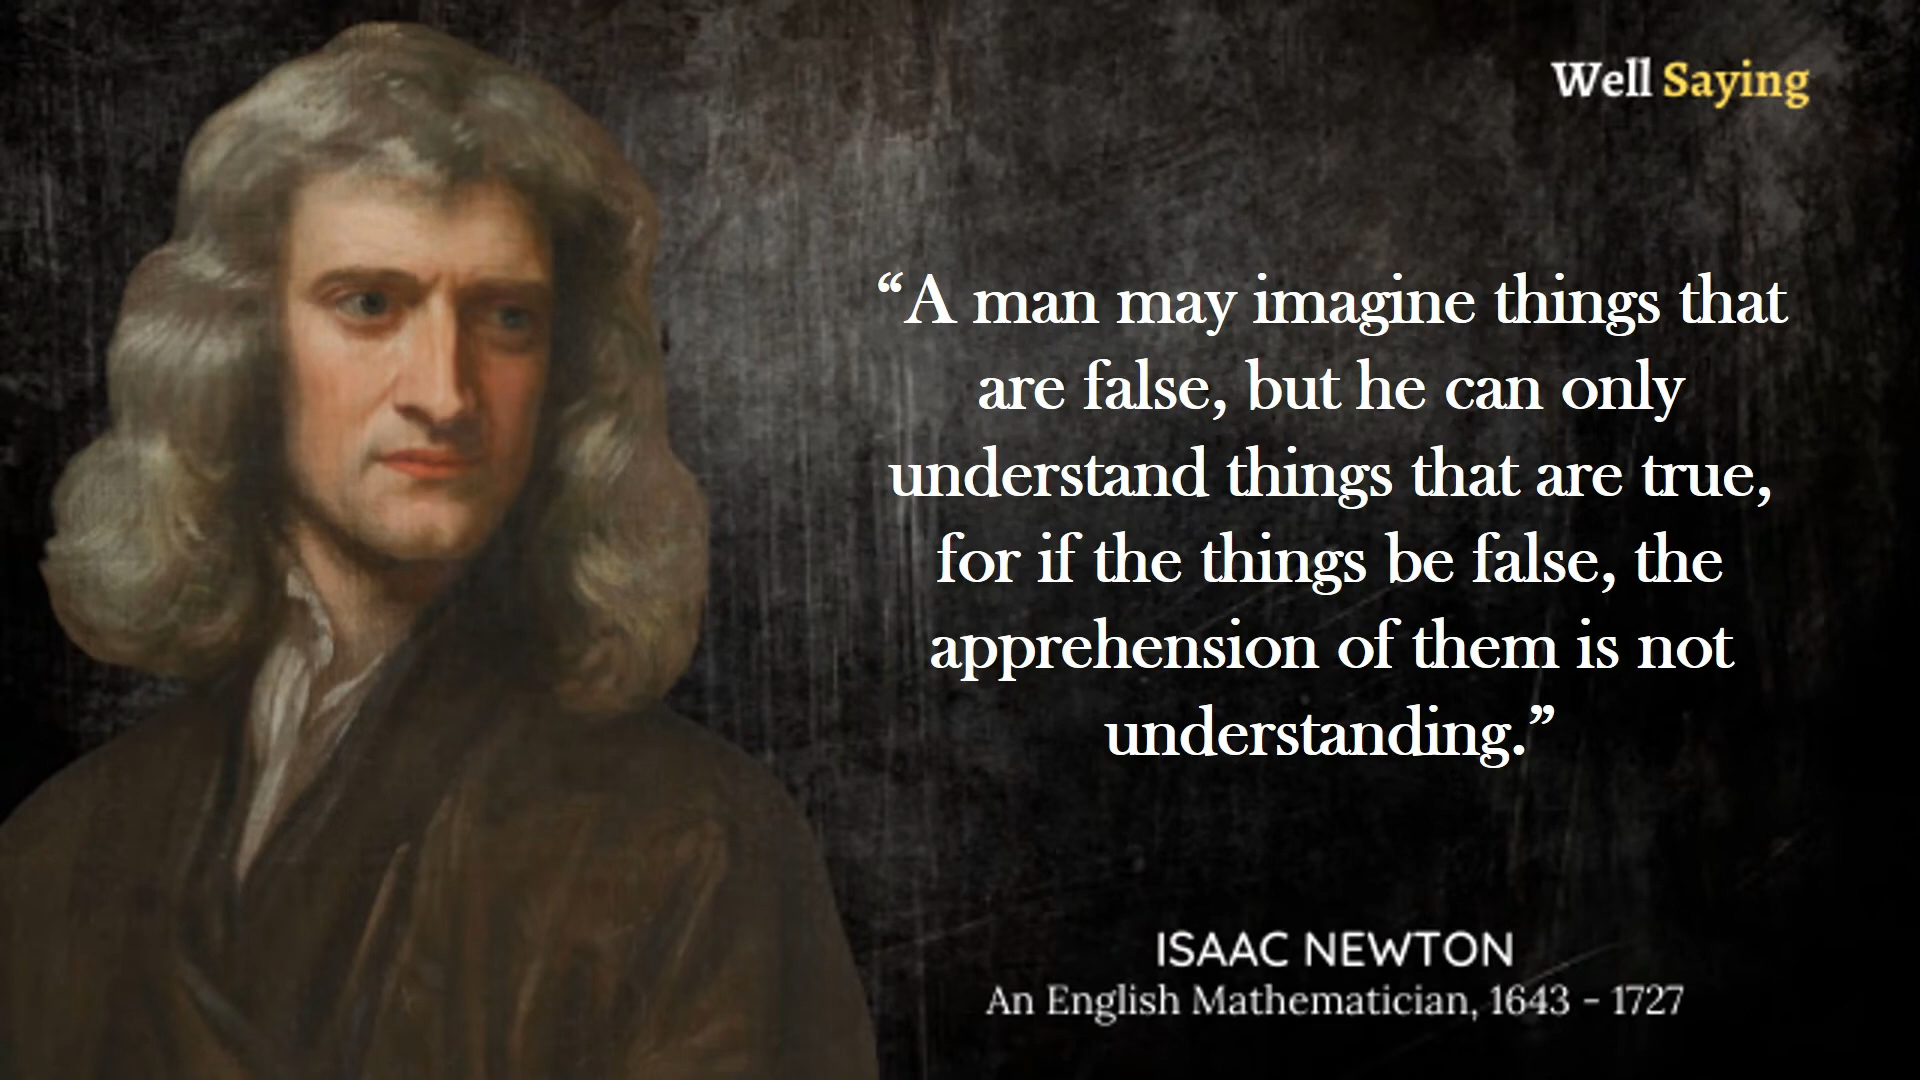 Well Saying
“A man may imagine things that
are false, but he can only
understand things that are true,
for if the things be false, the
apprehension of them is not
understanding.”
ISAAC NEWTON
An English Mathematician, 1643 - 1727